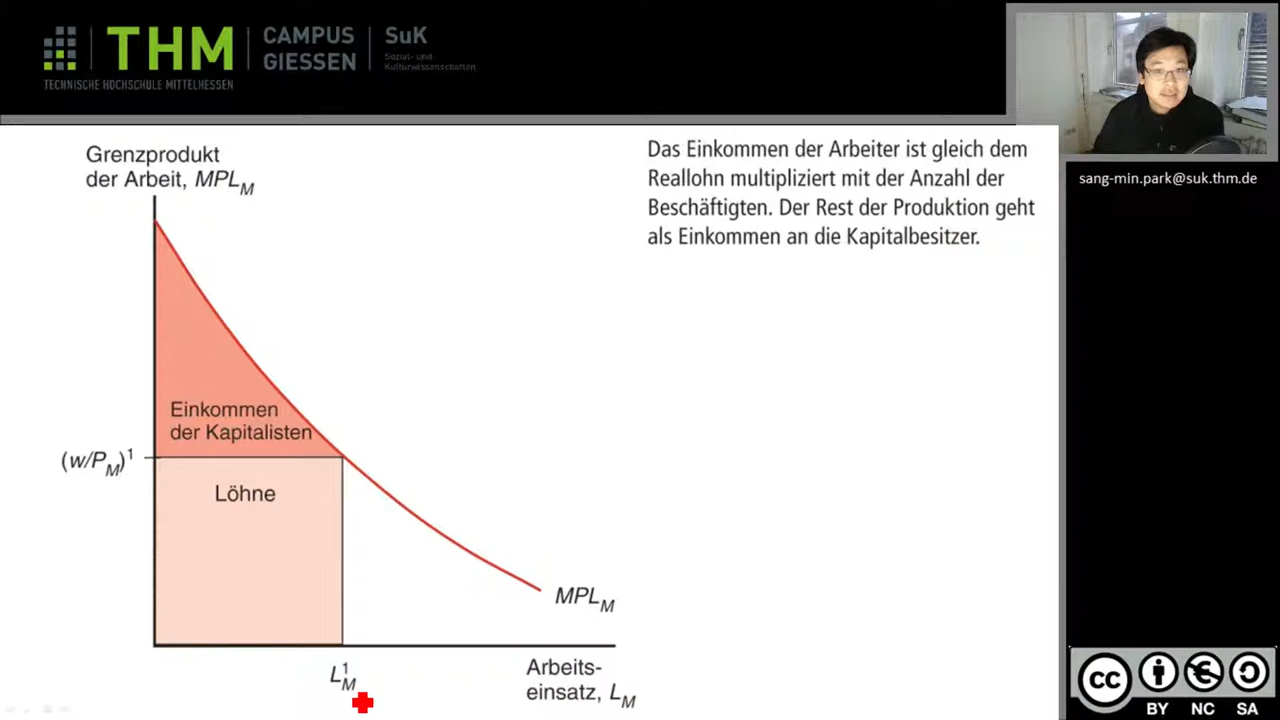 THM
CAMPUS
GIESSEN
SuK
Sozial- und
Kulturwissenschaften
TECHNISCHE HOCHSCHULE MITTELHESSEN
sang-min.park@suk.thm.de
Grenzprodukt
der Arbeit, MPL_M
Das Einkommen der Arbeiter ist gleich dem
Reallohn multipliziert mit der Anzahl der
Beschäftigten. Der Rest der Produktion geht
als Einkommen an die Kapitalbesitzer.
Einkommen
der Kapitalisten
(w/P_M)^1
Löhne
MPL_M
L_M^1
Arbeits-
einsatz, L_M
cc
BY NC SA